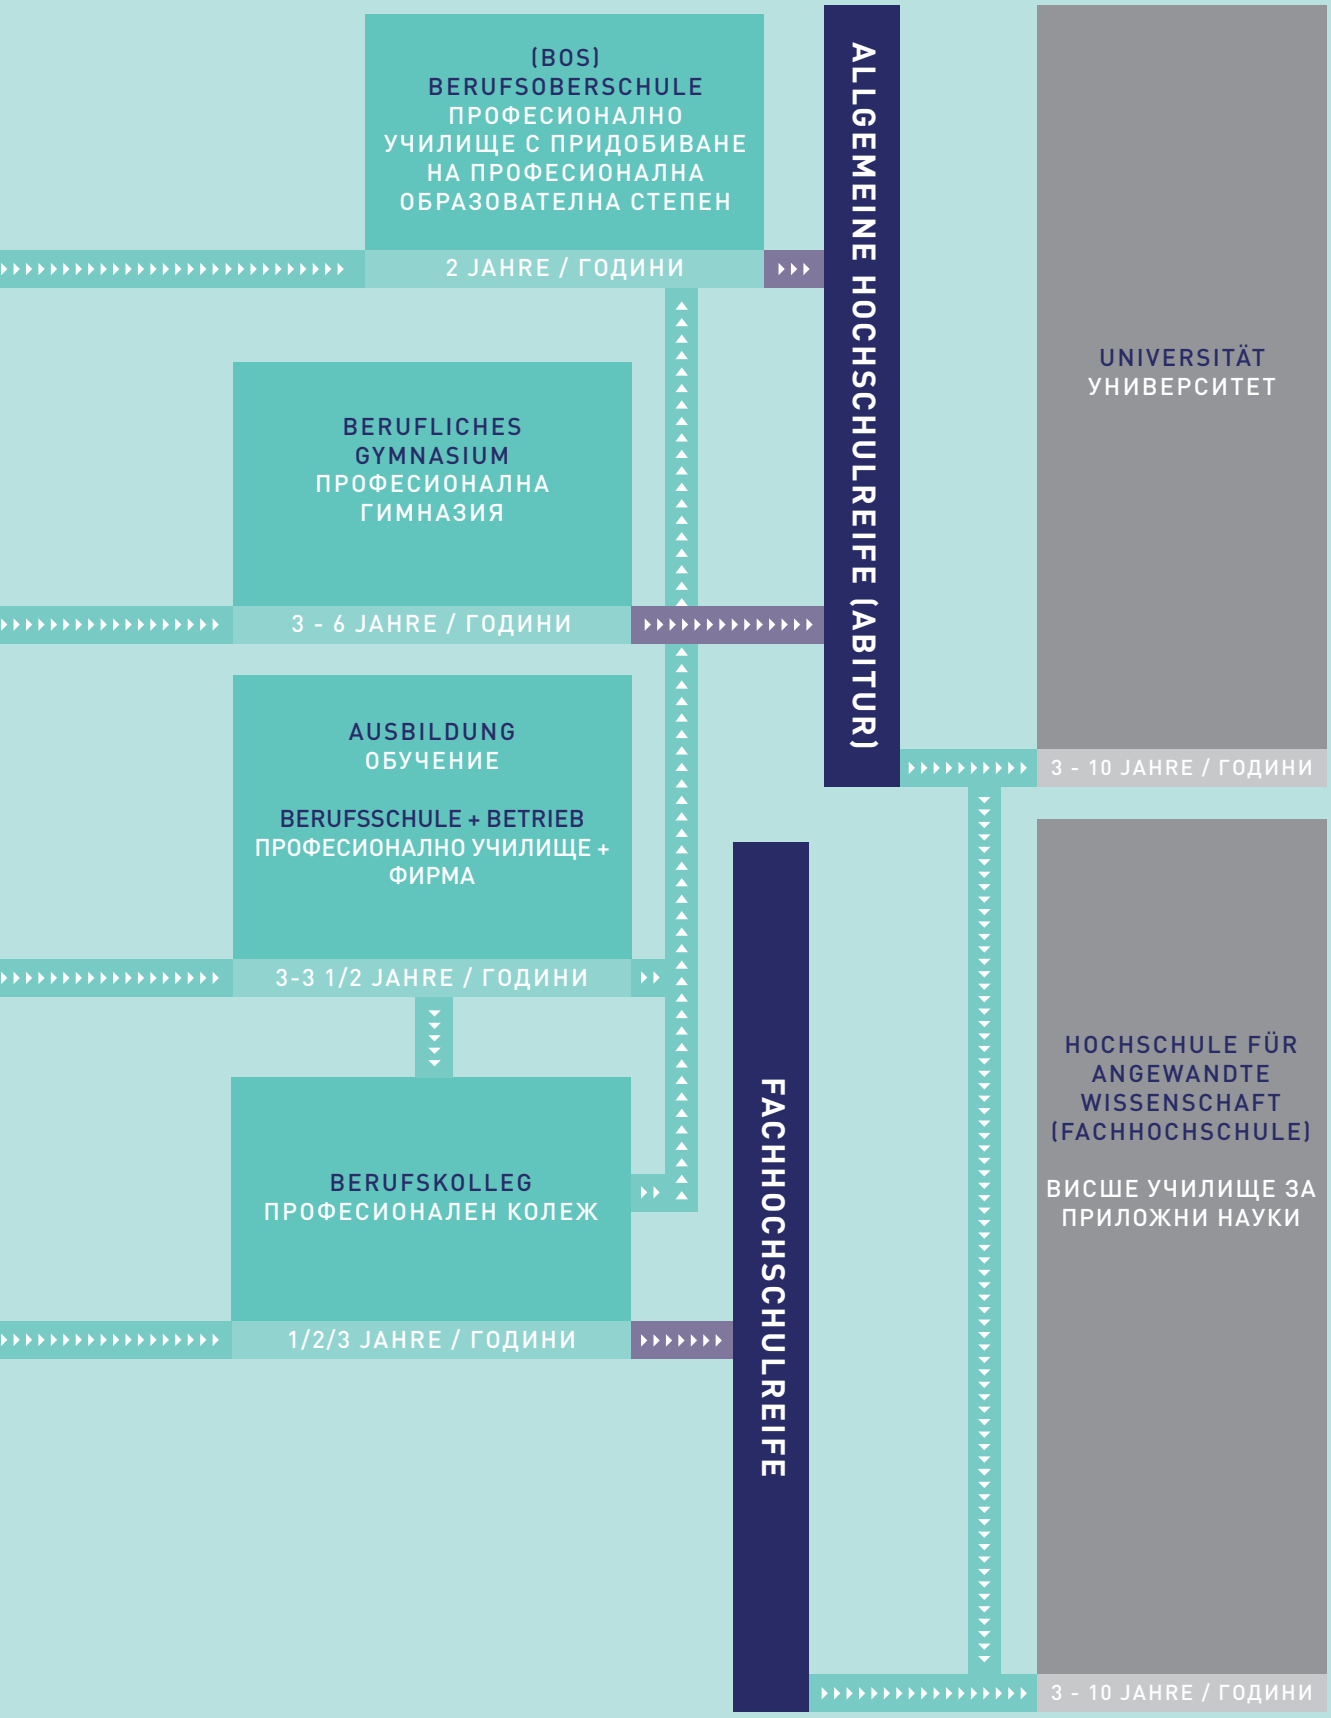 (BOS)
BERUFSOBERSCHULE
ПРОФЕСИОНАЛНО
УЧИЛИЩЕ С ПРИДОБИВАНЕ
НА ПРОФЕСИОНАЛНА
ОБРАЗОВАТЕЛНА СТЕПЕН
2 JAHRE / ГОДИНИ
BERUFLICHES
GYMNASIUM
ПРОФЕСИОНАЛНА
ГИМНАЗИЯ
3 - 6 JAHRE / ГОДИНИ
AUSBILDUNG
ОБУЧЕНИЕ
BERUFSSCHULE + BETRIEB
ПРОФЕСИОНАЛНО УЧИЛИЩЕ +
ФИРМА
3-3 1/2 JAHRE / ГОДИНИ
BERUFSKOLLEG
ПРОФЕСИОНАЛЕН КОЛЕЖ
1/2/3 JAHRE / ГОДИНИ
ALLGEMEINE HOCHSCHULREIFE (ABITUR)
FACHHOCHSCHULREIFE
UNIVERSITÄT
УНИВЕРСИТЕТ
3 - 10 JAHRE / ГОДИНИ
HOCHSCHULE FÜR
ANGEWANDTE
WISSENSCHAFT
(FACHHOCHSCHULE)
ВИСШЕ УЧИЛИЩЕ ЗА
ПРИЛОЖНИ НАУКИ
3 - 10 JAHRE / ГОДИНИ